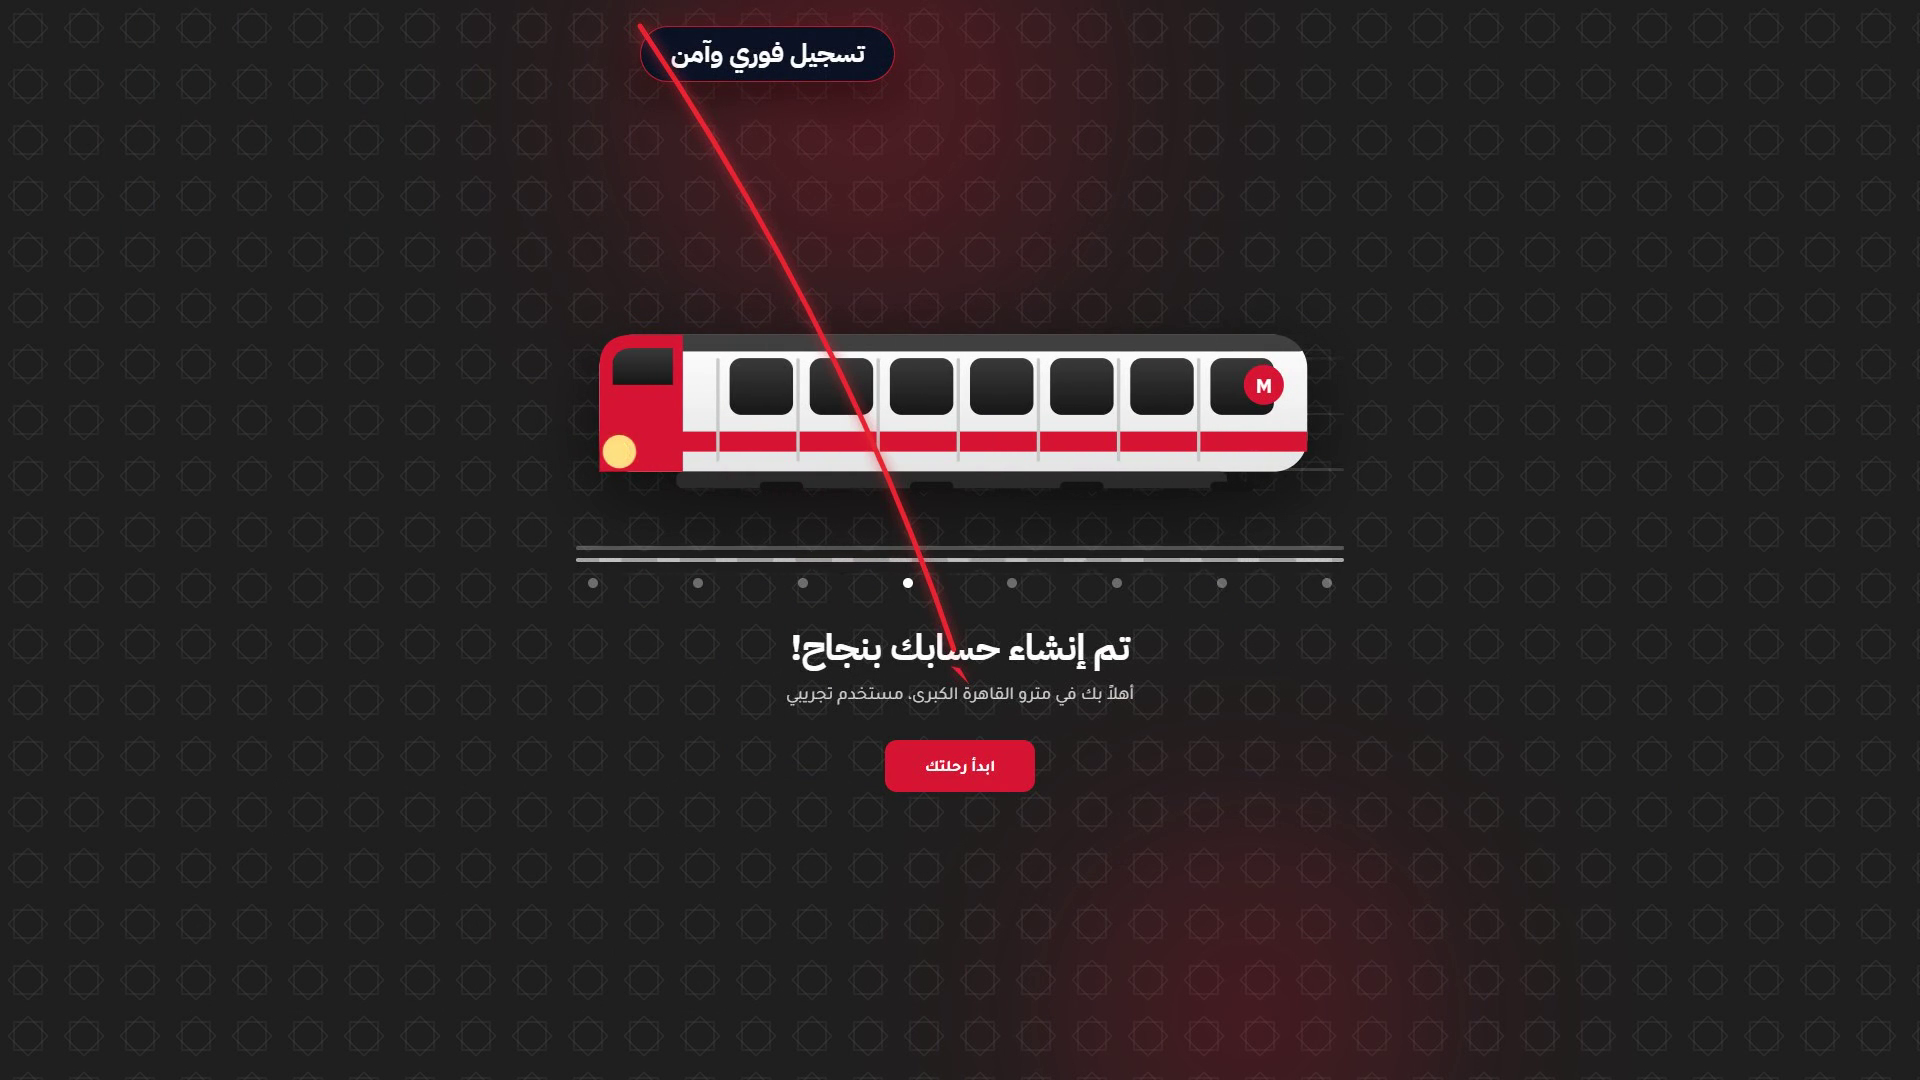 تسجيل فوري وآمن
M
تم إنشاء حسابك بنجاح!
أهلاً بك في مترو القاهرة الكبرى، مستخدم تجريبي
ابدأ رحلتك